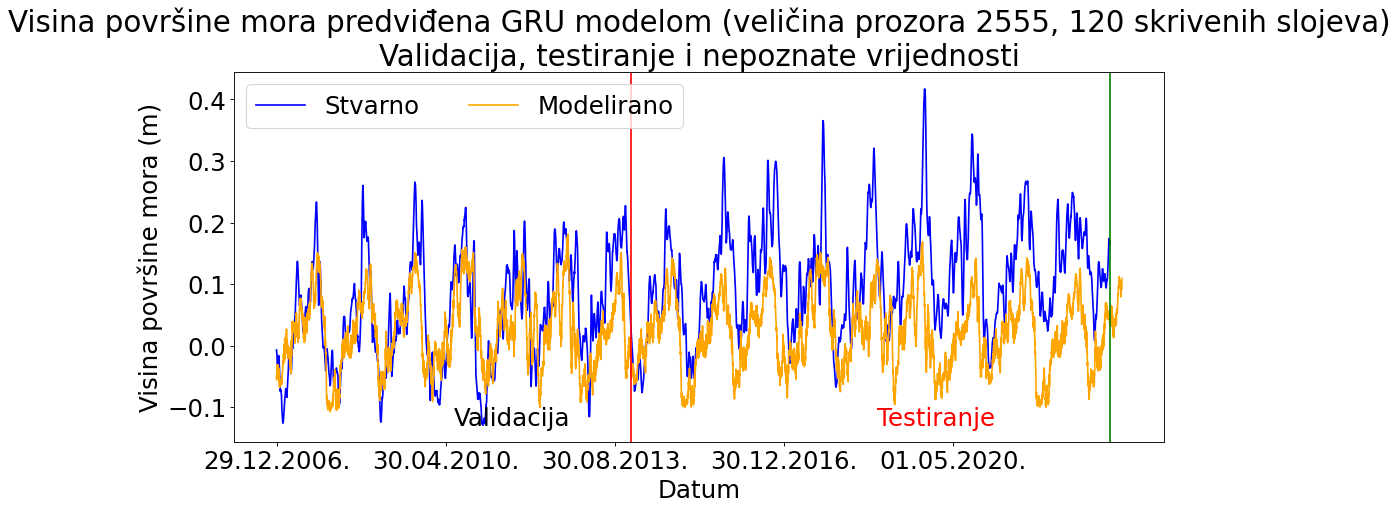 Visina površine mora predviđena GRU modelom (veličina prozora 2555, 120 skrivenih slojeva)
Validacija, testiranje i nepoznate vrijednosti
Stvarno
Modelirano
Visina površine mora (m)
0.4
0.3
0.2
0.1
0.0
−0.1
Validacija
Testiranje
29.12.2006.
30.04.2010.
30.08.2013.
30.12.2016.
01.05.2020.
Datum